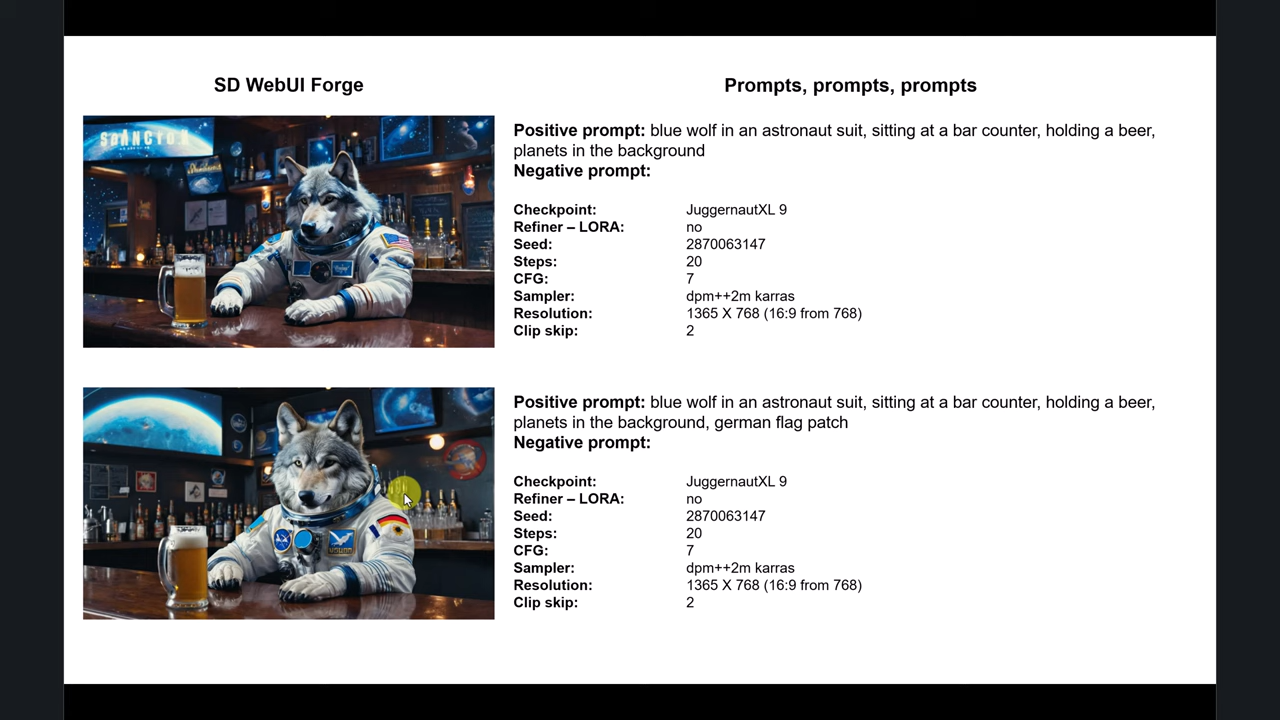 SD WebUI Forge
Prompts, prompts, prompts
Positive prompt: blue wolf in an astronaut suit, sitting at a bar counter, holding a beer,
planets in the background
Negative prompt:
Checkpoint: JuggernautXL 9
Refiner – LORA: no
Seed: 2870063147
Steps: 20
CFG: 7
Sampler: dpm++2m karras
Resolution: 1365 X 768 (16:9 from 768)
Clip skip: 2
Positive prompt: blue wolf in an astronaut suit, sitting at a bar counter, holding a beer,
planets in the background, german flag patch
Negative prompt:
Checkpoint: JuggernautXL 9
Refiner – LORA: no
Seed: 2870063147
Steps: 20
CFG: 7
Sampler: dpm++2m karras
Resolution: 1365 X 768 (16:9 from 768)
Clip skip: 2